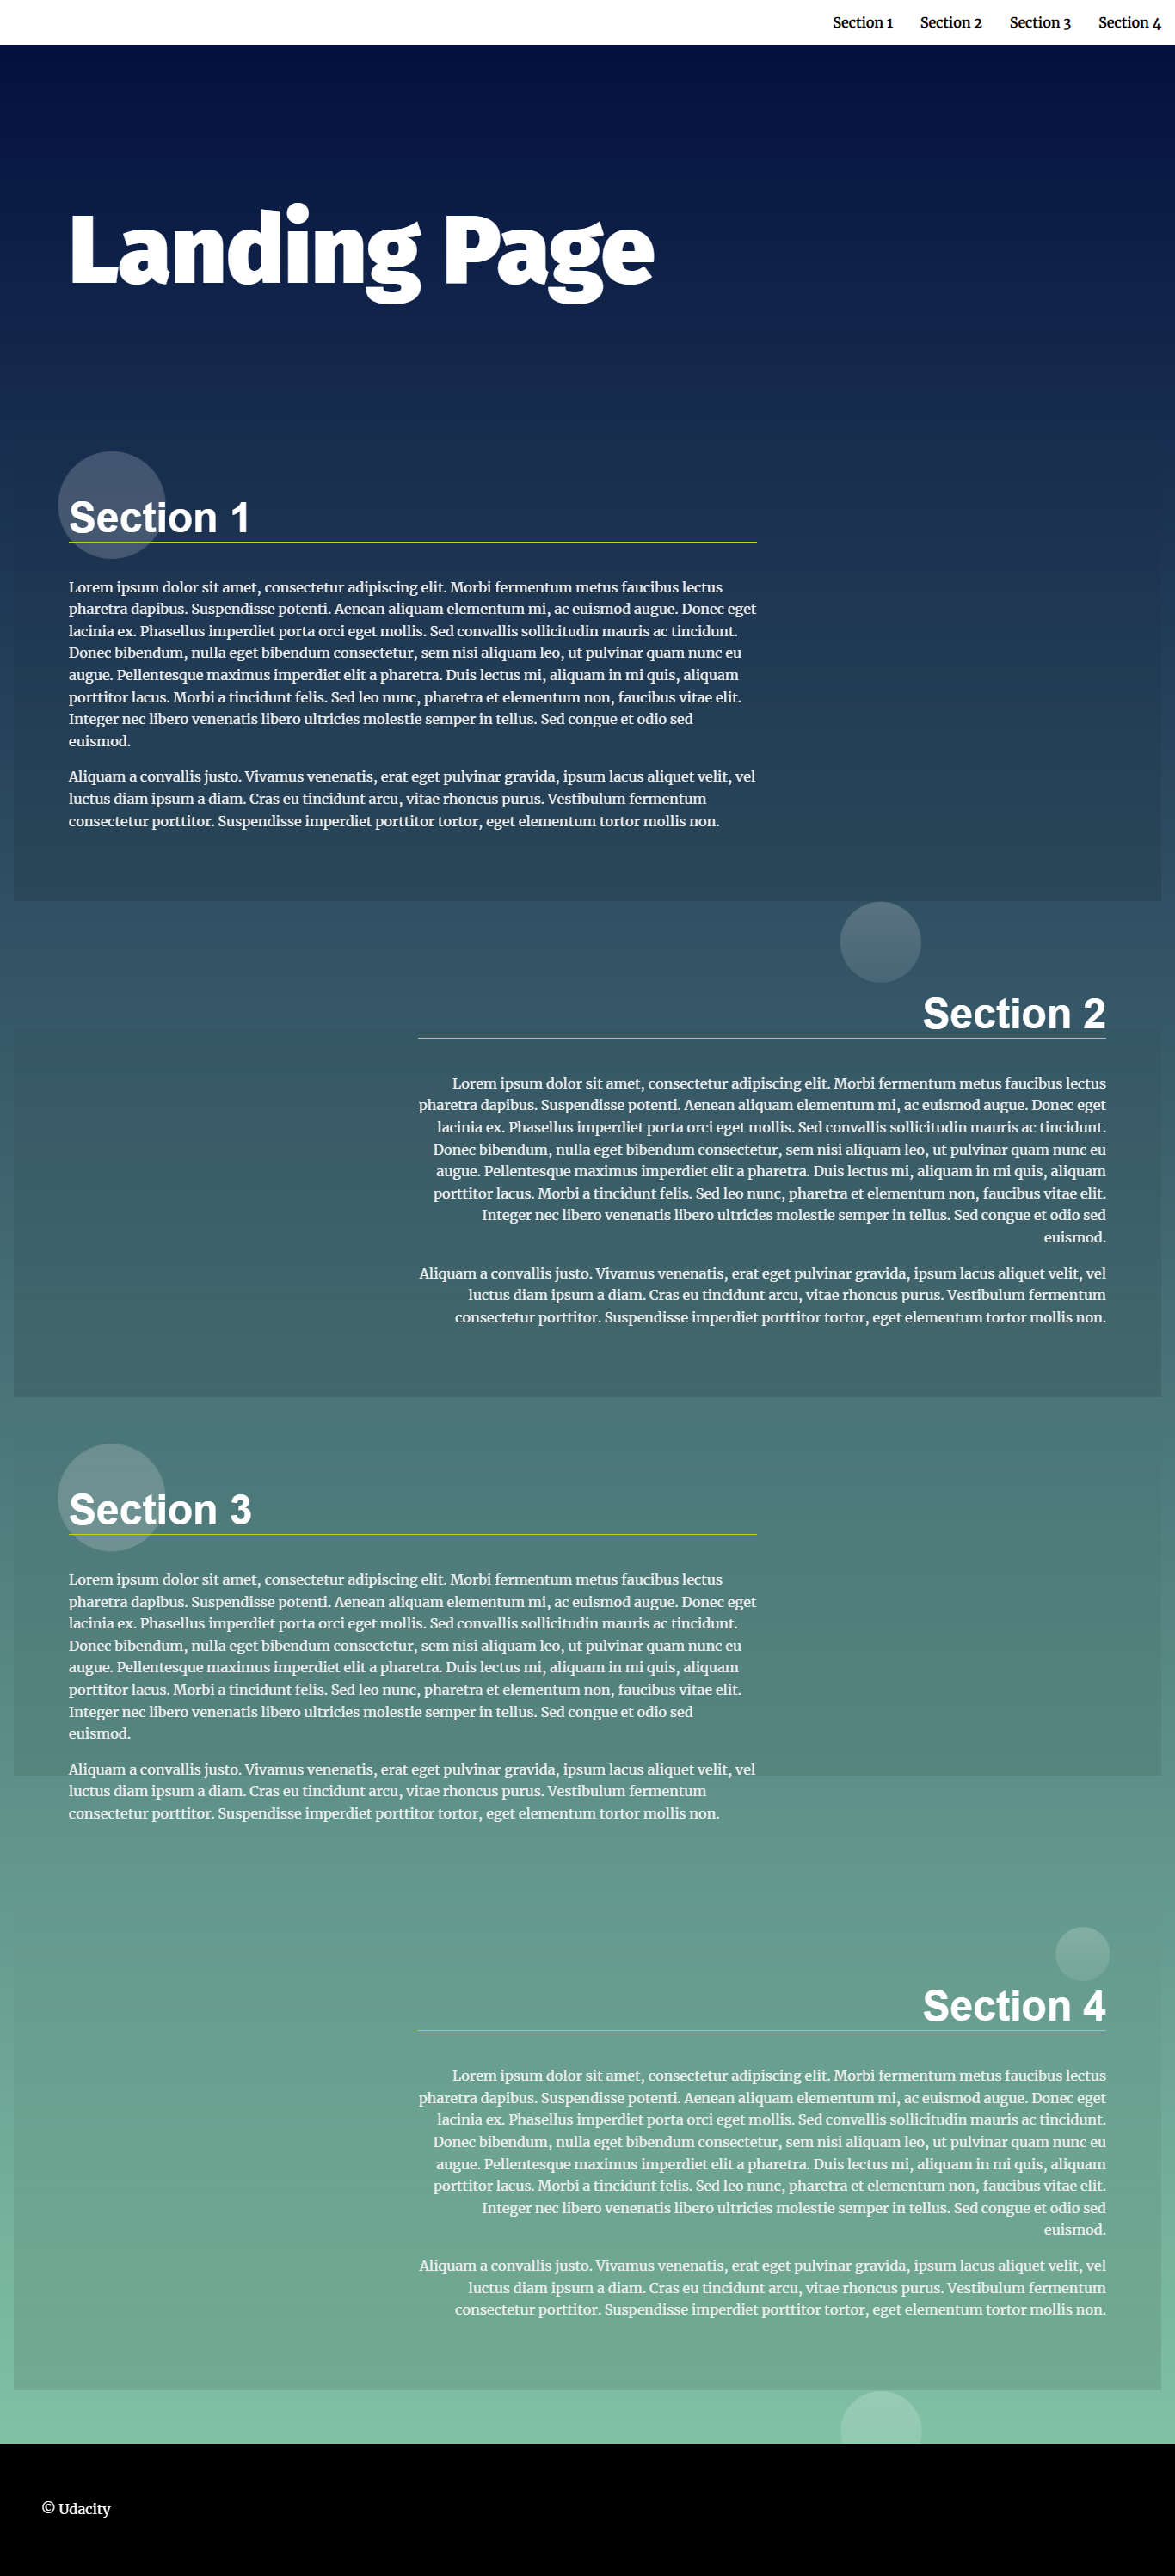 Section 1 Section 2 Section 3 Section 4
Landing Page
Section 1
Lorem ipsum dolor sit amet, consectetur adipiscing elit. Morbi fermentum metus faucibus lectus
pharetra dapibus. Suspendisse potenti. Aenean aliquam elementum mi, ac euismod augue. Donec eget
lacinia ex. Phasellus imperdiet porta orci eget mollis. Sed convallis sollicitudin mauris ac tincidunt.
Donec bibendum, nulla eget bibendum consectetur, sem nisi aliquam leo, ut pulvinar quam nunc eu
augue. Pellentesque maximus imperdiet elit a pharetra. Duis lectus mi, aliquam in mi quis, aliquam
porttitor lacus. Morbi a tincidunt felis. Sed leo nunc, pharetra et elementum non, faucibus vitae elit.
Integer nec libero venenatis libero ultricies molestie semper in tellus. Sed congue et odio sed
euismod.
Aliquam a convallis justo. Vivamus venenatis, erat eget pulvinar gravida, ipsum lacus aliquet velit, vel
luctus diam ipsum a diam. Cras eu tincidunt arcu, vitae rhoncus purus. Vestibulum fermentum
consectetur porttitor. Suspendisse imperdiet porttitor tortor, eget elementum tortor mollis non.
Section 2
Lorem ipsum dolor sit amet, consectetur adipiscing elit. Morbi fermentum metus faucibus lectus
pharetra dapibus. Suspendisse potenti. Aenean aliquam elementum mi, ac euismod augue. Donec eget
lacinia ex. Phasellus imperdiet porta orci eget mollis. Sed convallis sollicitudin mauris ac tincidunt.
Donec bibendum, nulla eget bibendum consectetur, sem nisi aliquam leo, ut pulvinar quam nunc eu
augue. Pellentesque maximus imperdiet elit a pharetra. Duis lectus mi, aliquam in mi quis, aliquam
porttitor lacus. Morbi a tincidunt felis. Sed leo nunc, pharetra et elementum non, faucibus vitae elit.
Integer nec libero venenatis libero ultricies molestie semper in tellus. Sed congue et odio sed
euismod.
Aliquam a convallis justo. Vivamus venenatis, erat eget pulvinar gravida, ipsum lacus aliquet velit, vel
luctus diam ipsum a diam. Cras eu tincidunt arcu, vitae rhoncus purus. Vestibulum fermentum
consectetur porttitor. Suspendisse imperdiet porttitor tortor, eget elementum tortor mollis non.
Section 3
Lorem ipsum dolor sit amet, consectetur adipiscing elit. Morbi fermentum metus faucibus lectus
pharetra dapibus. Suspendisse potenti. Aenean aliquam elementum mi, ac euismod augue. Donec eget
lacinia ex. Phasellus imperdiet porta orci eget mollis. Sed convallis sollicitudin mauris ac tincidunt.
Donec bibendum, nulla eget bibendum consectetur, sem nisi aliquam leo, ut pulvinar quam nunc eu
augue. Pellentesque maximus imperdiet elit a pharetra. Duis lectus mi, aliquam in mi quis, aliquam
porttitor lacus. Morbi a tincidunt felis. Sed leo nunc, pharetra et elementum non, faucibus vitae elit.
Integer nec libero venenatis libero ultricies molestie semper in tellus. Sed congue et odio sed
euismod.
Aliquam a convallis justo. Vivamus venenatis, erat eget pulvinar gravida, ipsum lacus aliquet velit, vel
luctus diam ipsum a diam. Cras eu tincidunt arcu, vitae rhoncus purus. Vestibulum fermentum
consectetur porttitor. Suspendisse imperdiet porttitor tortor, eget elementum tortor mollis non.
Section 4
Lorem ipsum dolor sit amet, consectetur adipiscing elit. Morbi fermentum metus faucibus lectus
pharetra dapibus. Suspendisse potenti. Aenean aliquam elementum mi, ac euismod augue. Donec eget
lacinia ex. Phasellus imperdiet porta orci eget mollis. Sed convallis sollicitudin mauris ac tincidunt.
Donec bibendum, nulla eget bibendum consectetur, sem nisi aliquam leo, ut pulvinar quam nunc eu
augue. Pellentesque maximus imperdiet elit a pharetra. Duis lectus mi, aliquam in mi quis, aliquam
porttitor lacus. Morbi a tincidunt felis. Sed leo nunc, pharetra et elementum non, faucibus vitae elit.
Integer nec libero venenatis libero ultricies molestie semper in tellus. Sed congue et odio sed
euismod.
Aliquam a convallis justo. Vivamus venenatis, erat eget pulvinar gravida, ipsum lacus aliquet velit, vel
luctus diam ipsum a diam. Cras eu tincidunt arcu, vitae rhoncus purus. Vestibulum fermentum
consectetur porttitor. Suspendisse imperdiet porttitor tortor, eget elementum tortor mollis non.
© Udacity